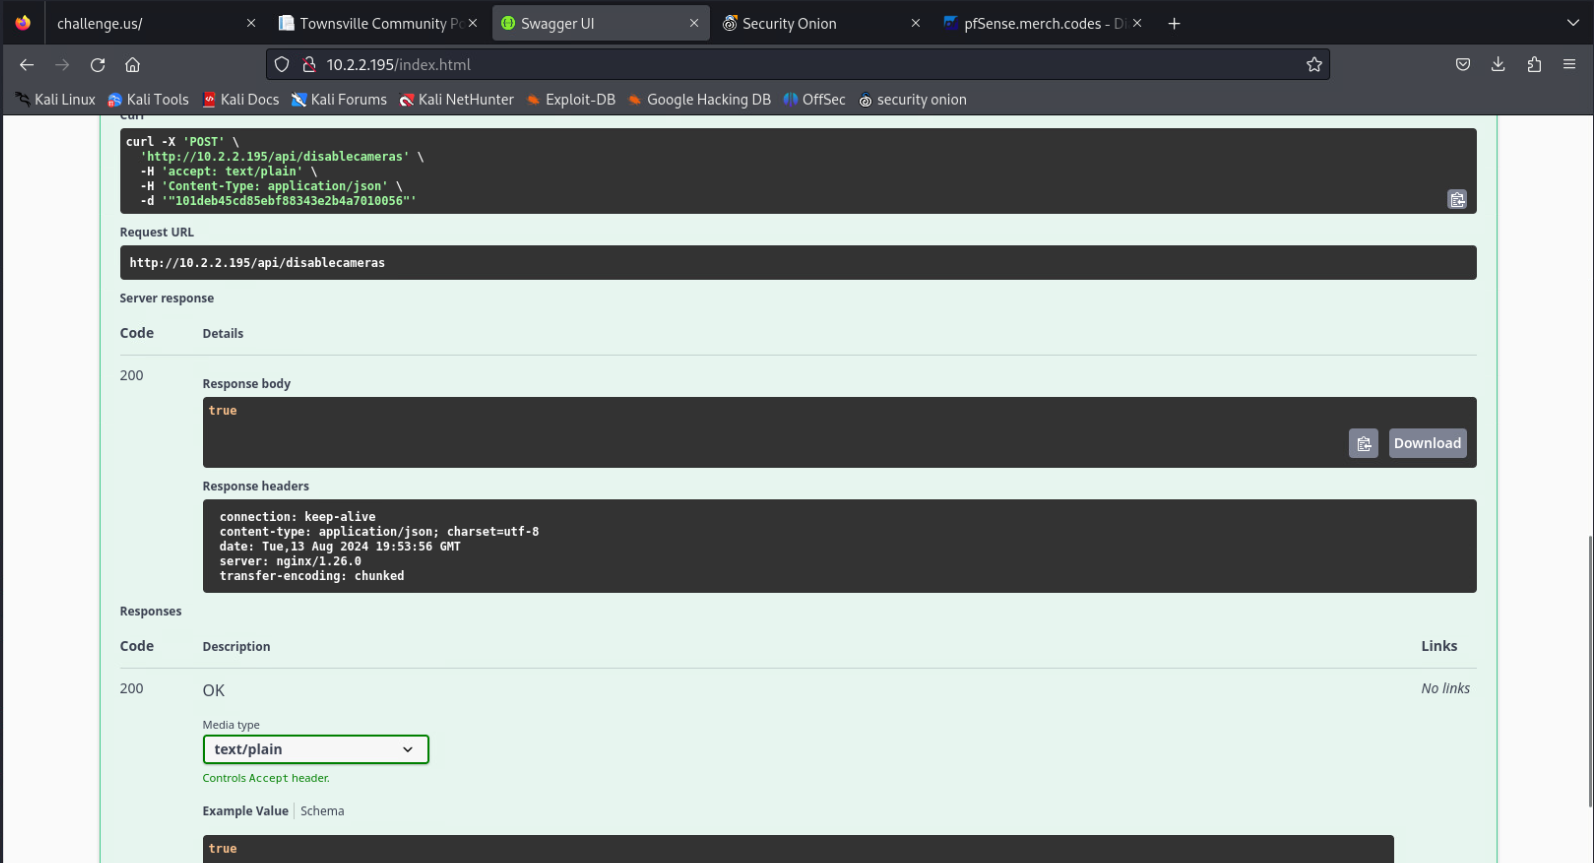 challenge.us/
Townsville Community Po
Swagger UI
Security Onion
pfSense.merch.codes - Di
10.2.2.195/index.html
Kali Linux
Kali Tools
Kali Docs
Kali Forums
Kali NetHunter
Exploit-DB
Google Hacking DB
OffSec
security onion
Curl
curl -X 'POST' \
'http://10.2.2.195/api/disablecameras' \
-H 'accept: text/plain' \
-H 'Content-Type: application/json' \
-d '"101deb45cd85ebf88343e2b4a7010056"'
Request URL
http://10.2.2.195/api/disablecameras
Server response
Code Details
200
Response body
true
Download
Response headers
connection: keep-alive
content-type: application/json; charset=utf-8
date: Tue,13 Aug 2024 19:53:56 GMT
server: nginx/1.26.0
transfer-encoding: chunked
Responses
Code Description Links
200 OK No links
Media type
text/plain
Controls Accept header.
Example Value Schema
true